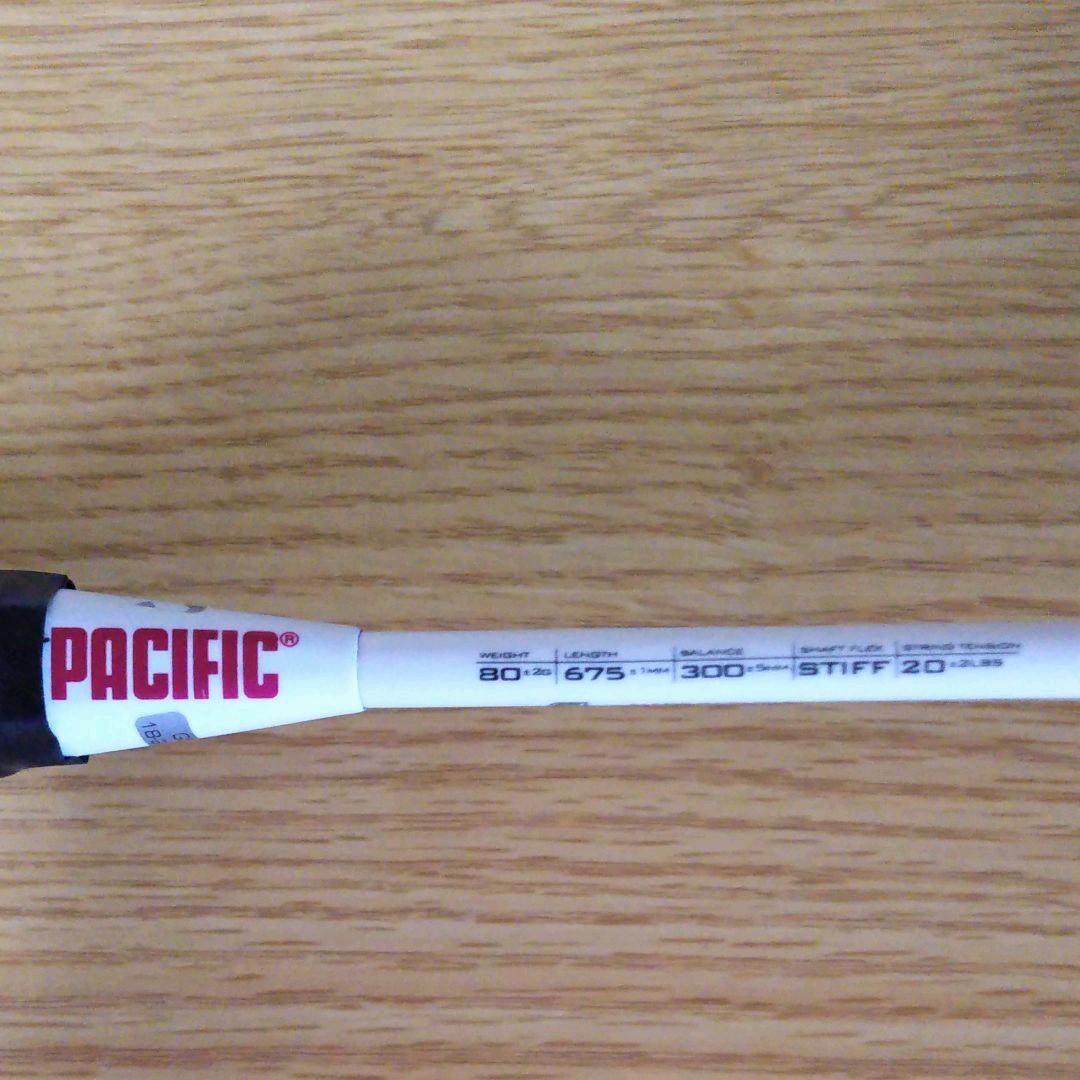 PACIFIC®
WEIGHT LENGTH BALANCE SHAFT FLEX STRING TENSION
80±2G 675±1MM 300±5MM STIFF 20±2LBS